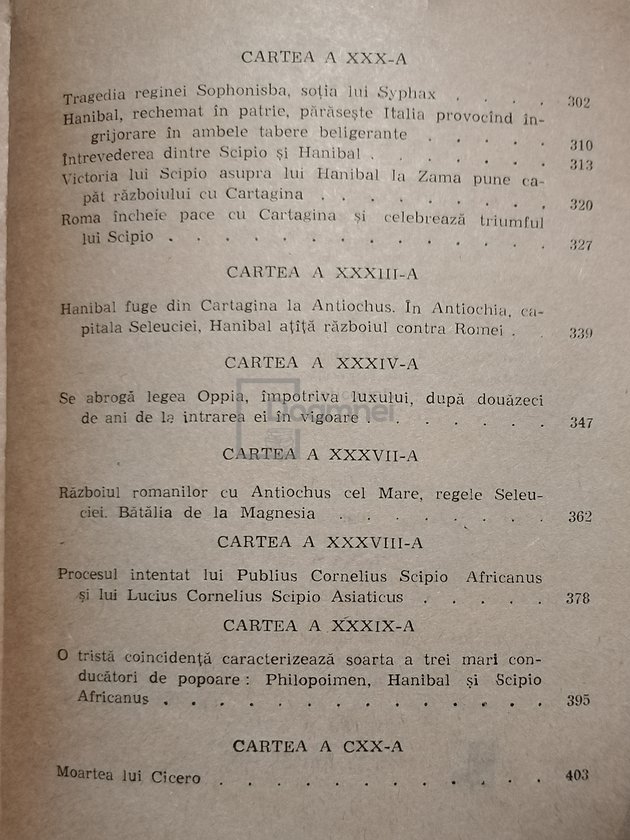 CARTEA A XXX-A
Tragedia reginei Sophonisba, soția lui Syphax . . . . 302
Hanibal, rechemat în patrie, părăsește Italia provocînd în-
grijorare în ambele tabere beligerante . . . . . 310
Întrevederea dintre Scipio și Hanibal . . . . . . 313
Victoria lui Scipio asupra lui Hanibal la Zama pune ca-
păt războiului cu Cartagina . . . . . . . . 320
Roma încheie pace cu Cartagina și celebrează triumful
lui Scipio . . . . . . . . . . . . . 327
CARTEA A XXXIII-A
Hanibal fuge din Cartagina la Antiochus. În Antiochia, ca-
pitala Seleuciei, Hanibal ațîță războiul contra Romei . 339
CARTEA A XXXIV-A
Se abrogă legea Oppia, împotriva luxului, după douăzeci
de ani de la intrarea ei în vigoare . . . . . . . 347
CARTEA A XXXVII-A
Războiul romanilor cu Antiochus cel Mare, regele Seleu-
ciei. Bătălia de la Magnesia . . . . . . . . 362
CARTEA A XXXVIII-A
Procesul intentat lui Publius Cornelius Scipio Africanus
și lui Lucius Cornelius Scipio Asiaticus . . . . . 378
CARTEA A XXXIX-A
O tristă coincidență caracterizează soarta a trei mari con-
ducători de popoare : Philopoimen, Hanibal și Scipio
Africanus . . . . . . . . . . . . . 395
CARTEA A CXX-A
Moartea lui Cicero . . . . . . . . . . . 403